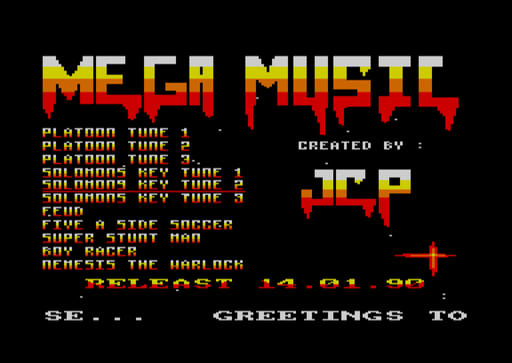 MEGA MUSIC
PLATOON TUNE 1
PLATOON TUNE 2
PLATOON TUNE 3
SOLOMONS KEY TUNE 1
SOLOMONS KEY TUNE 2
SOLOMONS KEY TUNE 3
FEUD
FIVE A SIDE SOCCER
SUPER STUNT MAN
BOY RACER
NEMESIS THE WARLOCK
CREATED BY :
JCP
RELEAST 14.01.90
SE... GREETINGS TO